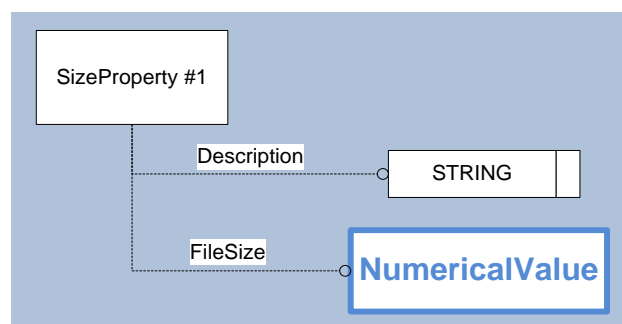 SizeProperty #1
Description
STRING
FileSize
NumericalValue